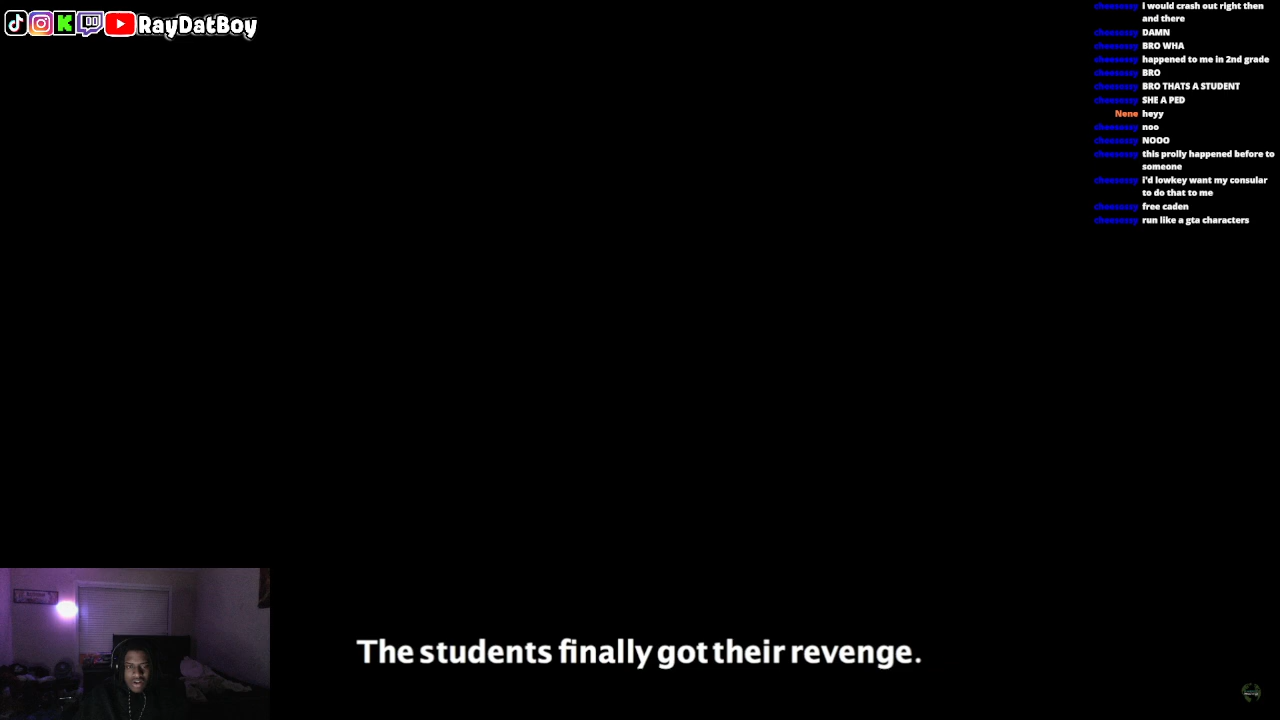 RayDatBoy
cheesossy i would crash out right then
and there
DAMN
BRO WHA
happened to me in 2nd grade
BRO
BRO THATS A STUDENT
SHE A PED
Nene heyy
noo
NOOO
this prolly happened before to
someone
i'd lowkey want my consular
to do that to me
free caden
run like a gta characters
The students finally got their revenge.